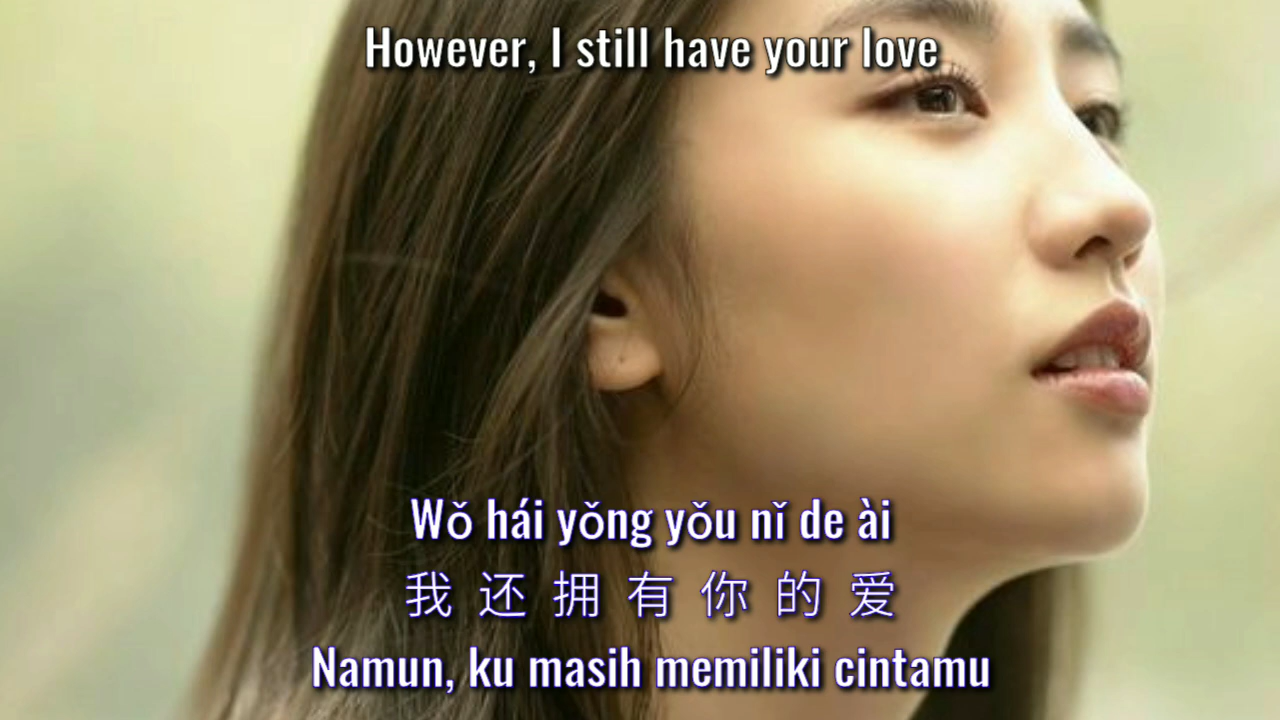 However, I still have your love
Wǒ hái yǒng yǒu nǐ de ài
我 还 拥 有 你 的 爱
Namun, ku masih memiliki cintamu